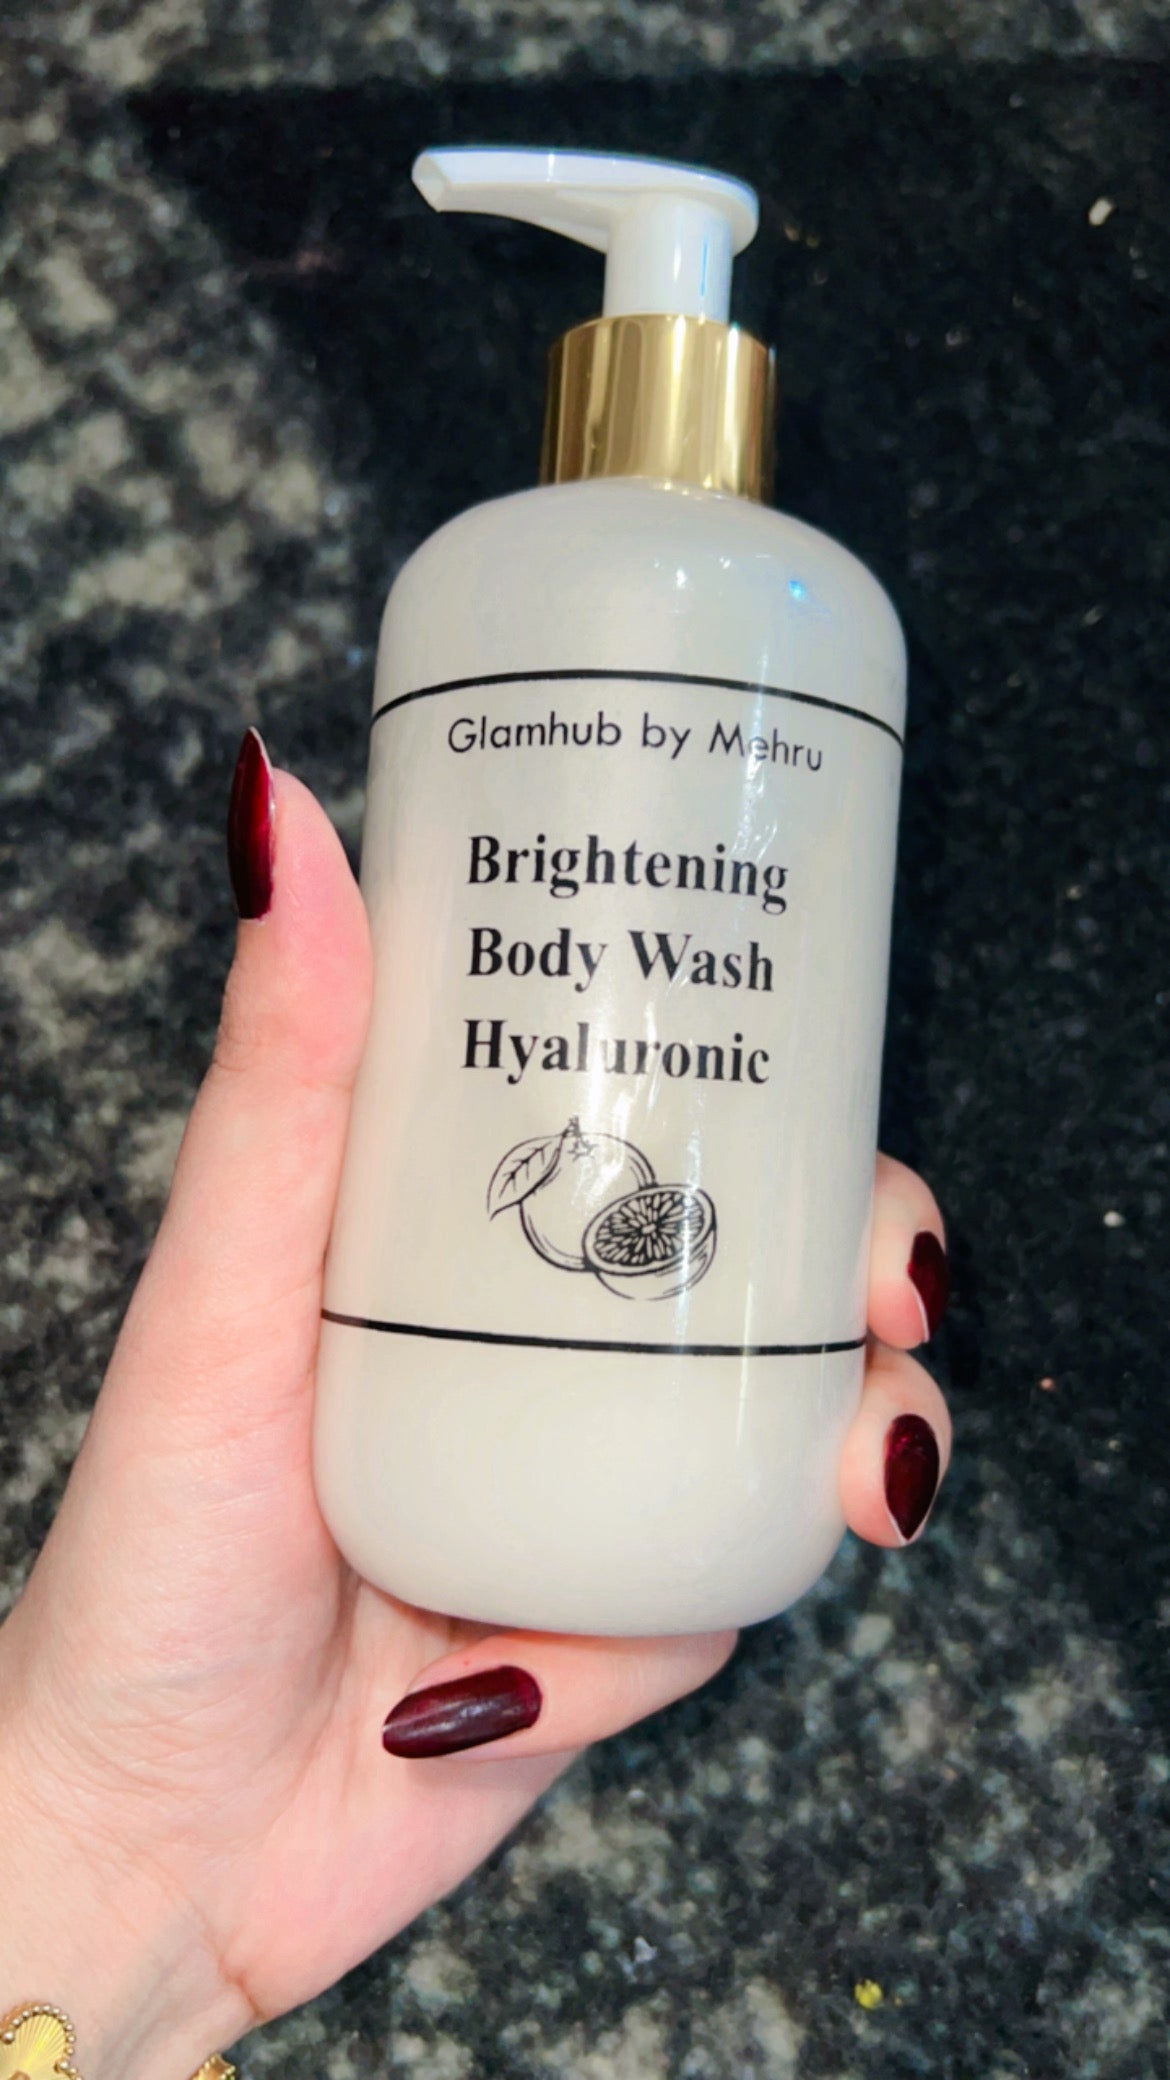 Glamhub by Mehru
Brightening
Body Wash
Hyaluronic